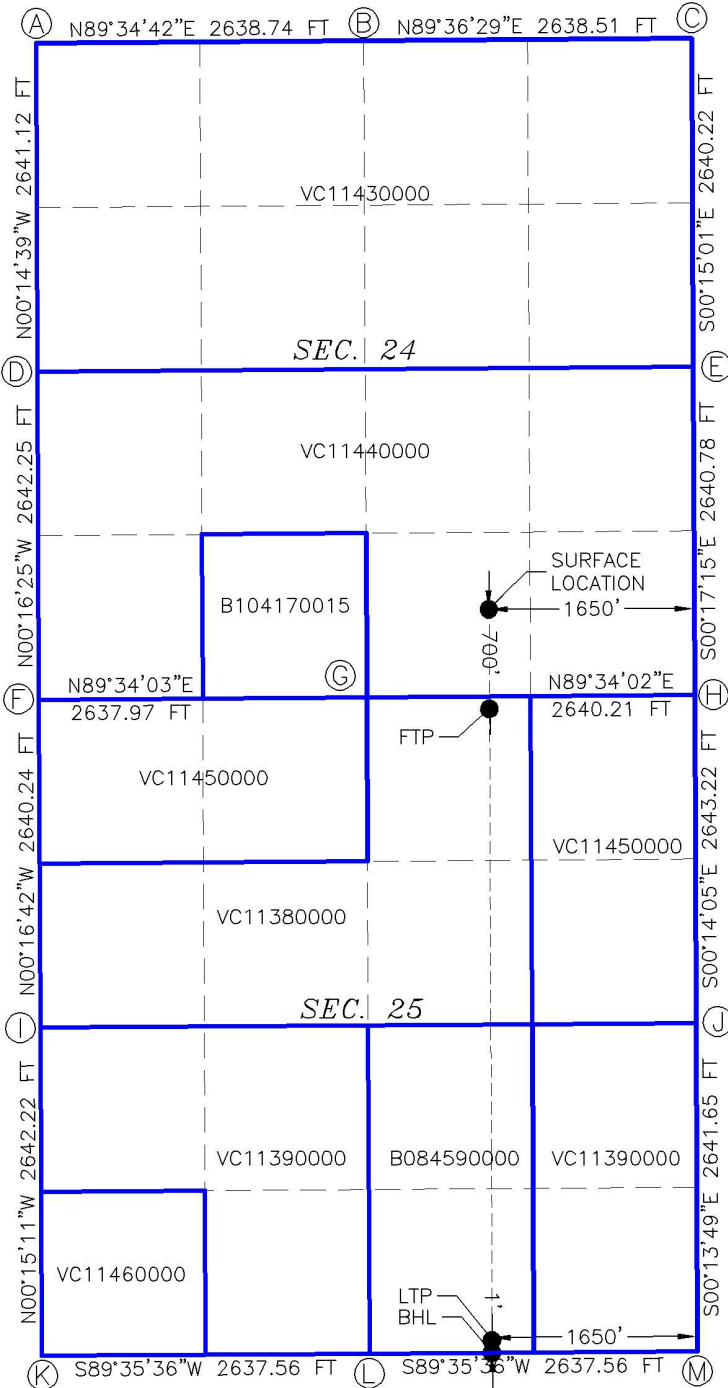 A
N89°34'42"E 2638.74 FT
B
N89°36'29"E 2638.51 FT
C
N00°14'39"W 2641.12 FT
S00°15'01"E 2640.22 FT
VC11430000
SEC. 24
D
E
N00°16'25"W 2642.25 FT
S00°17'15"E 2640.78 FT
VC11440000
B104170015
SURFACE
LOCATION
1650'
700'
F
N89°34'03"E
2637.97 FT
G
N89°34'02"E
2640.21 FT
H
FTP
N00°16'42"W 2640.24 FT
S00°14'05"E 2643.22 FT
VC11450000
VC11450000
VC11380000
SEC. 25
I
J
N00°15'11"W 2642.22 FT
S00°13'49"E 2641.65 FT
VC11390000
B084590000
VC11390000
VC11460000
LTP
BHL
1'
1650'
K
S89°35'36"W 2637.56 FT
L
S89°35'36"W 2637.56 FT
M